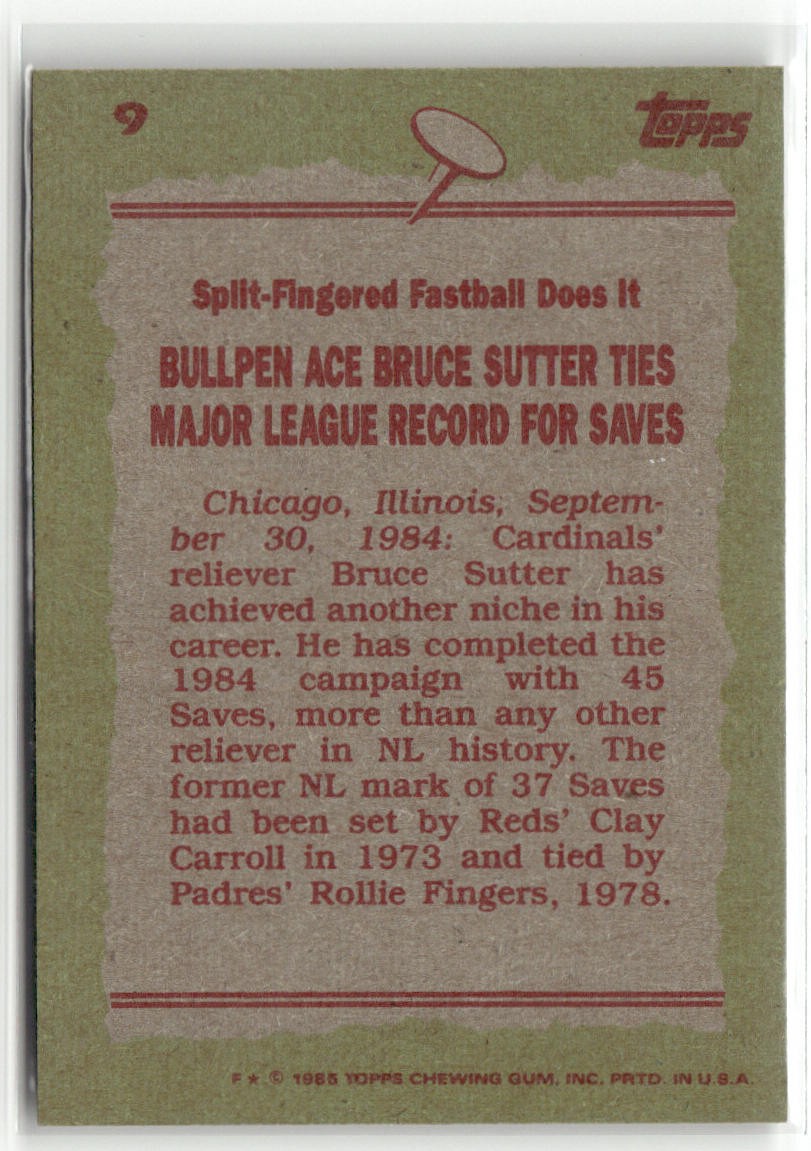 9
topps
Split-Fingered Fastball Does It
BULLPEN ACE BRUCE SUTTER TIES
MAJOR LEAGUE RECORD FOR SAVES
Chicago, Illinois, Septem-
ber 30, 1984: Cardinals'
reliever Bruce Sutter has
achieved another niche in his
career. He has completed the
1984 campaign with 45
Saves, more than any other
reliever in NL history. The
former NL mark of 37 Saves
had been set by Reds' Clay
Carroll in 1973 and tied by
Padres' Rollie Fingers, 1978.
F ★ © 1985 TOPPS CHEWING GUM, INC. PRTD. IN U.S.A.